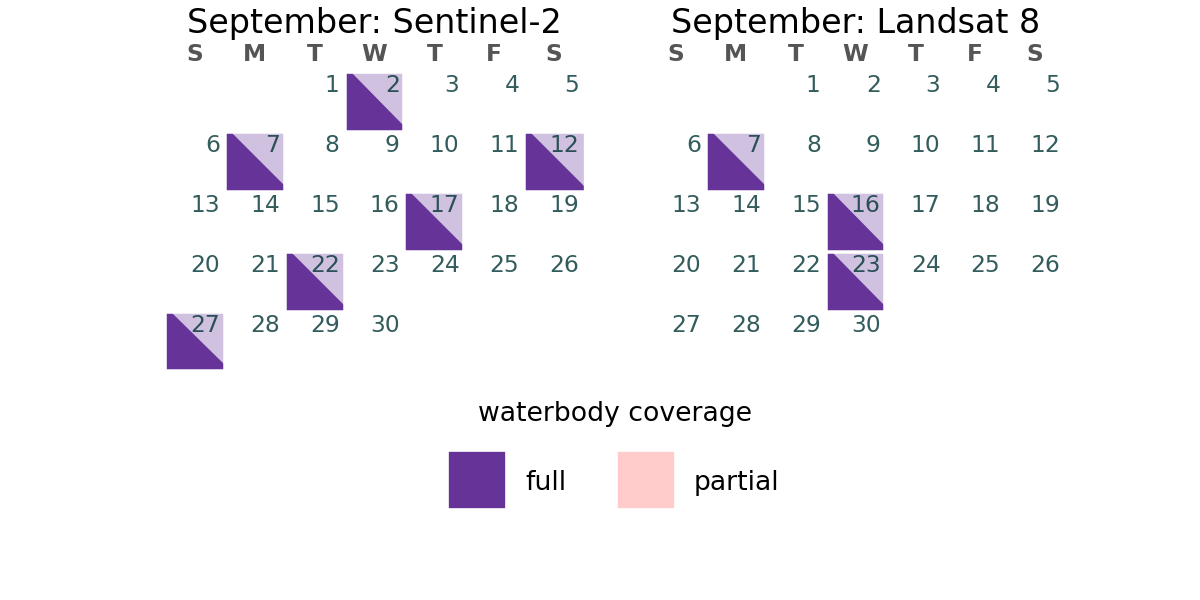 September: Sentinel-2
S M T W T F S
1 2 3 4 5
6 7 8 9 10 11 12
13 14 15 16 17 18 19
20 21 22 23 24 25 26
27 28 29 30
September: Landsat 8
S M T W T F S
1 2 3 4 5
6 7 8 9 10 11 12
13 14 15 16 17 18 19
20 21 22 23 24 25 26
27 28 29 30
waterbody coverage
full
partial